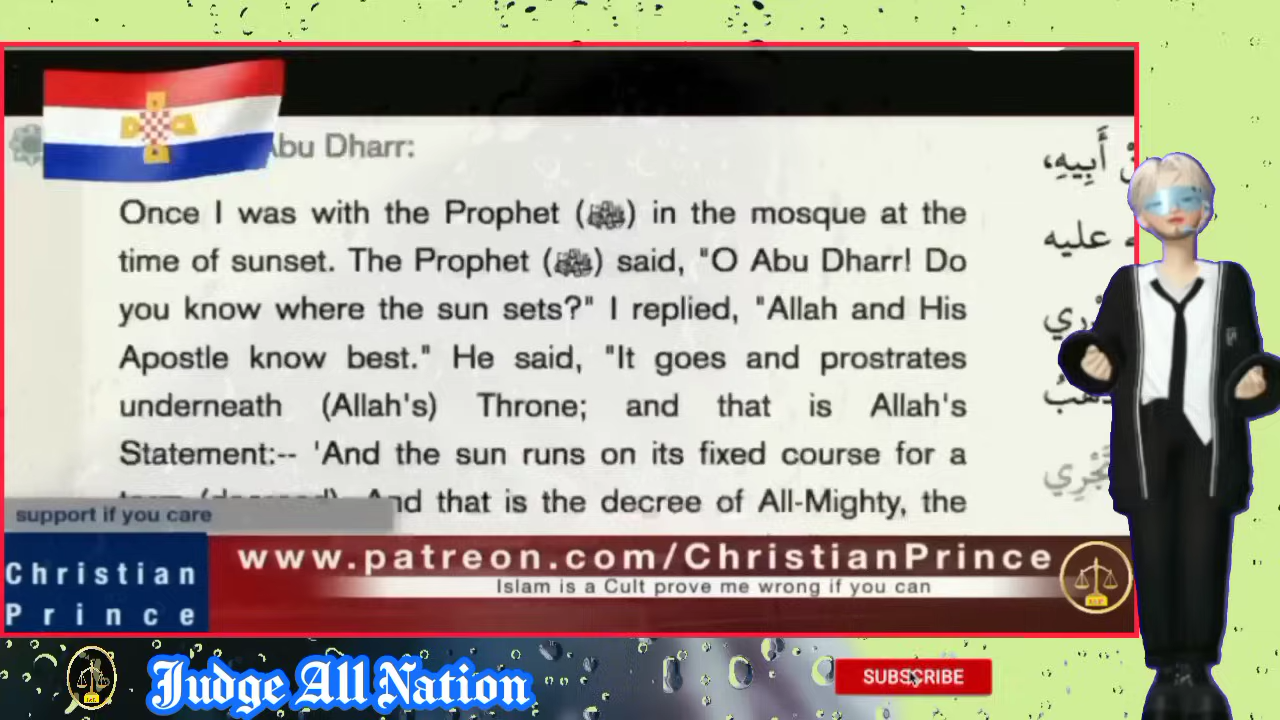 Abu Dharr:
Once I was with the Prophet (ﷺ) in the mosque at the
time of sunset. The Prophet (ﷺ) said, "O Abu Dharr! Do
you know where the sun sets?" I replied, "Allah and His
Apostle know best." He said, "It goes and prostrates
underneath (Allah's) Throne; and that is Allah's
Statement:-- 'And the sun runs on its fixed course for a
And that is the decree of All-Mighty, the
أَبِيهِ،
عليه
support if you care
www.patreon.com/ChristianPrince
Islam is a Cult prove me wrong if you can
Christian
Prince
Judge All Nation
SUBSCRIBE